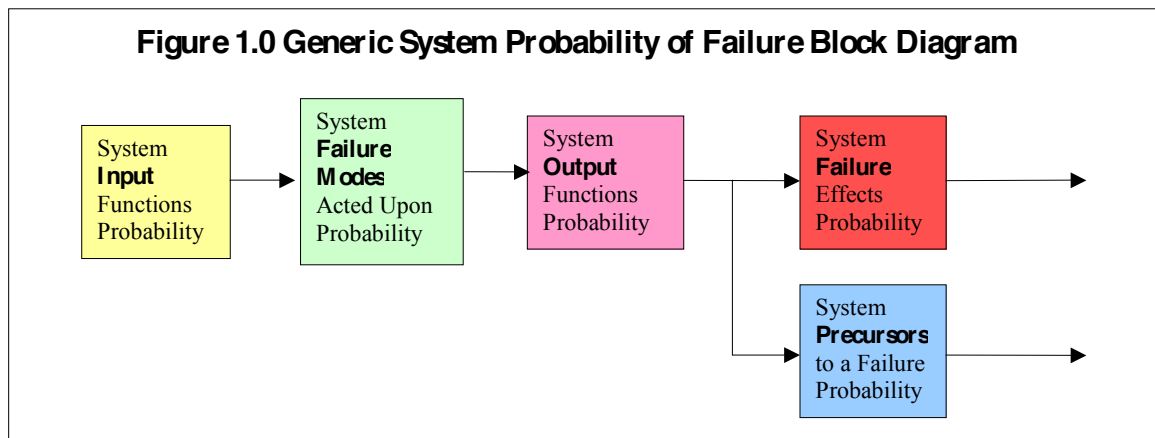 Figure 1.0 Generic System Probability of Failure Block Diagram
System
Input
Functions
Probability
System
Failure
Modes
Acted Upon
Probability
System
Output
Functions
Probability
System
Failure
Effects
Probability
System
Precursors
to a Failure
Probability